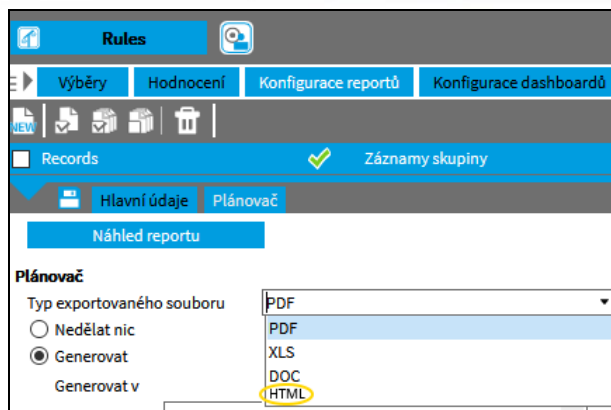 Rules
Výběry Hodnocení Konfigurace reportů Konfigurace dashboardů
NEW
Records Záznamy skupiny
Hlavní údaje Plánovač
Náhled reportu
Plánovač
Typ exportovaného souboru PDF
Nedělat nic PDF
Generovat XLS
DOC
Generovat v HTML